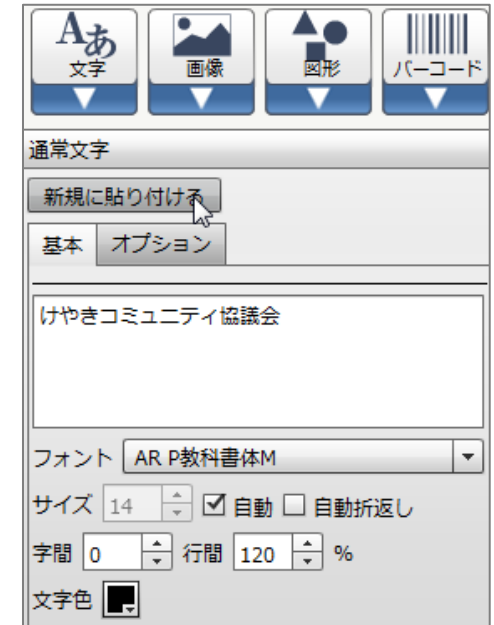 Aあ
文字 画像 図形 バーコード
通常文字
新規に貼り付ける
基本 オプション
けやきコミュニティ協議会
フォント AR P教科書体M
サイズ 14 自動 自動折返し
字間 0 行間 120 %
文字色